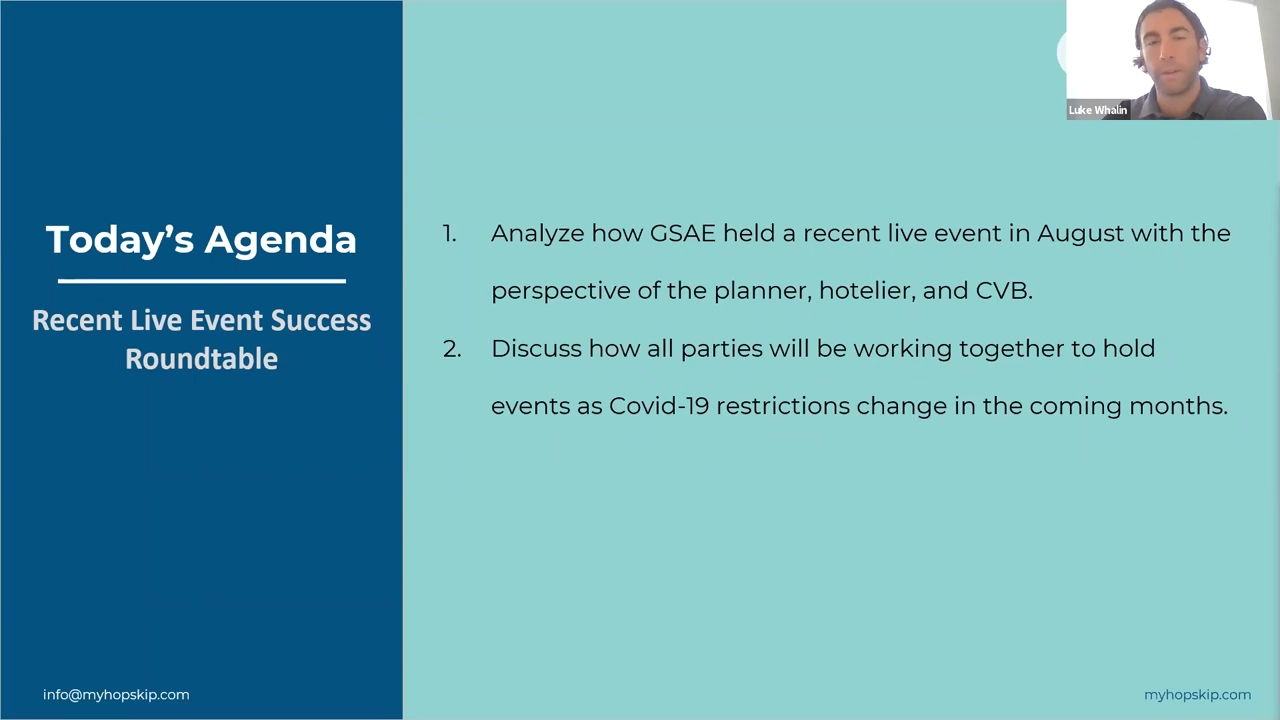 Luke Whalin
Today's Agenda
Recent Live Event Success
Roundtable
1. Analyze how GSAE held a recent live event in August with the
perspective of the planner, hotelier, and CVB.
2. Discuss how all parties will be working together to hold
events as Covid-19 restrictions change in the coming months.
info@myhopskip.com
myhopskip.com